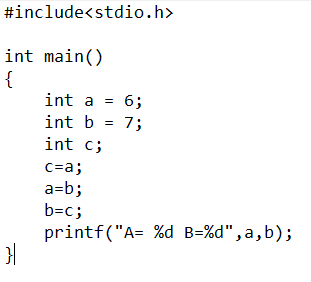 #include<stdio.h>

int main()
{
    int a = 6;
    int b = 7;
    int c;
    c=a;
    a=b;
    b=c;
    printf("A= %d B=%d",a,b);
}